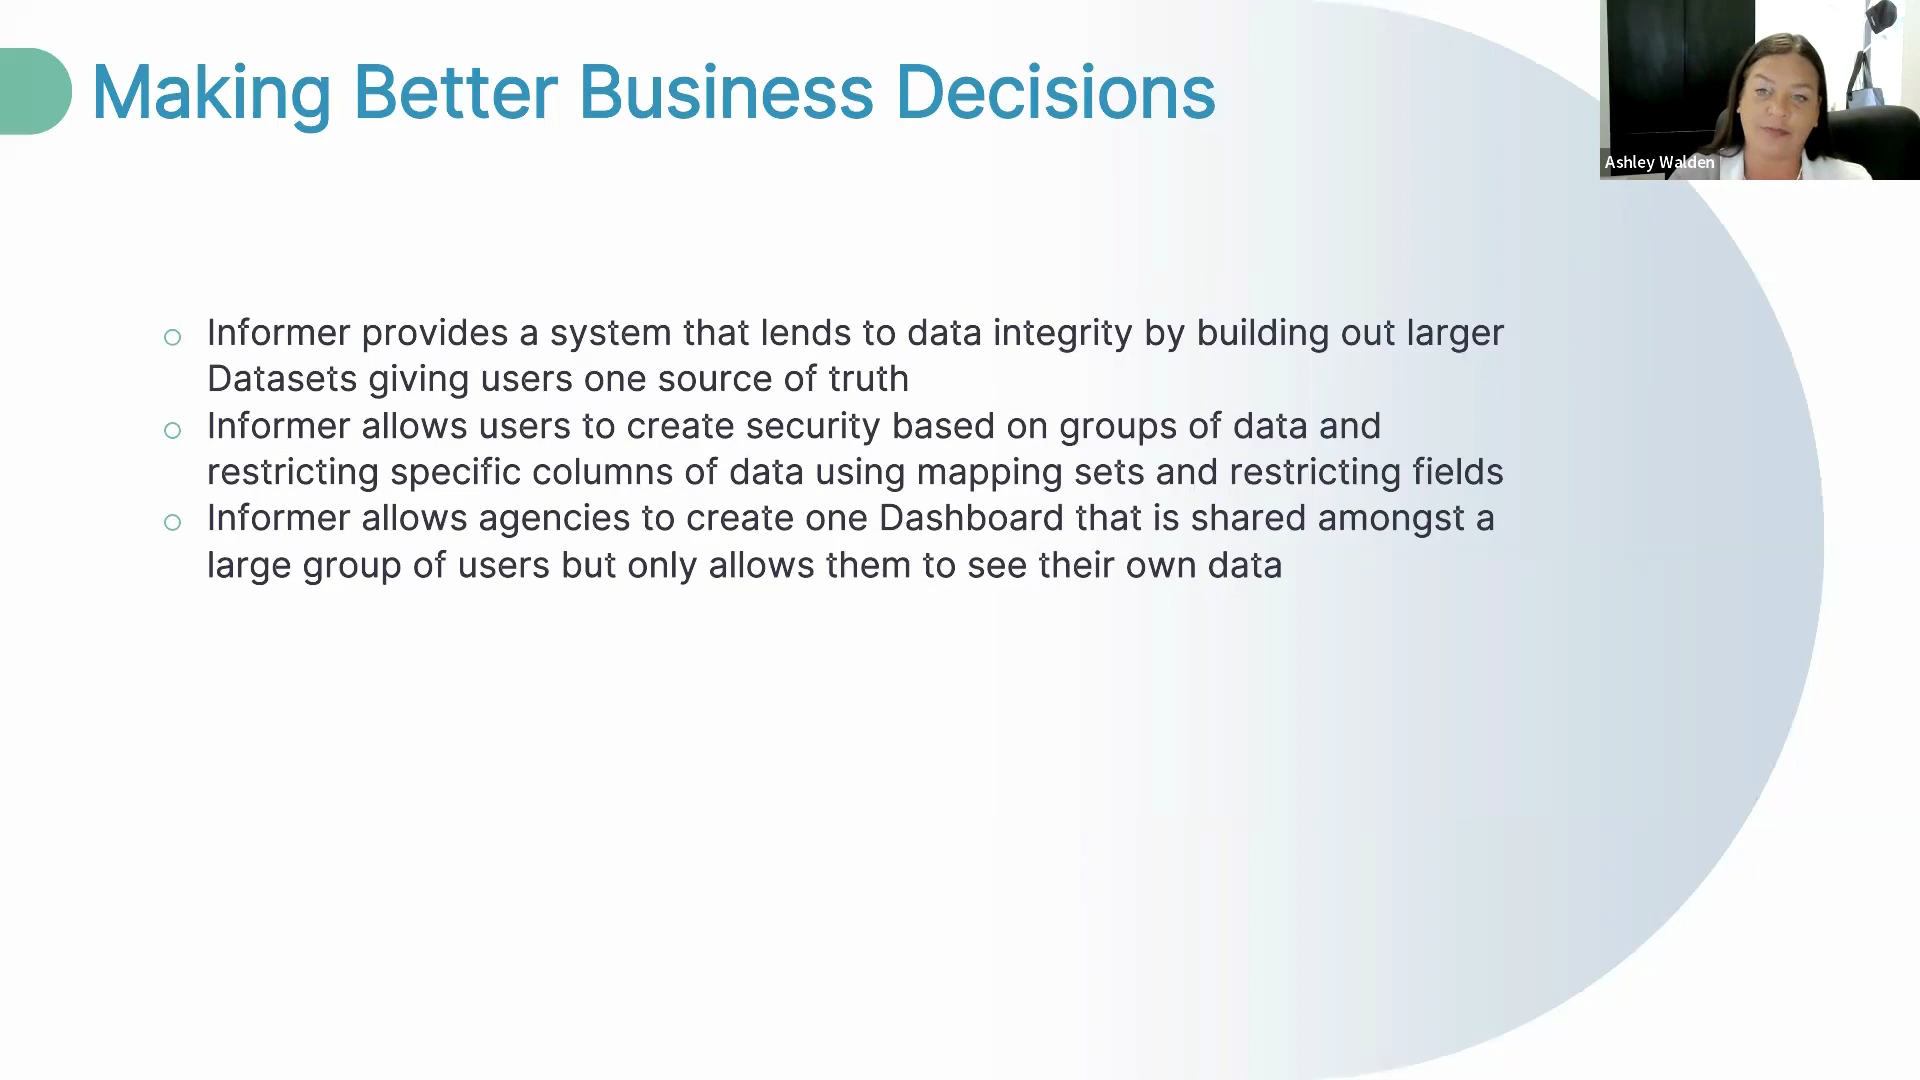 Making Better Business Decisions
Ashley Walden
○ Informer provides a system that lends to data integrity by building out larger
Datasets giving users one source of truth
○ Informer allows users to create security based on groups of data and
restricting specific columns of data using mapping sets and restricting fields
○ Informer allows agencies to create one Dashboard that is shared amongst a
large group of users but only allows them to see their own data